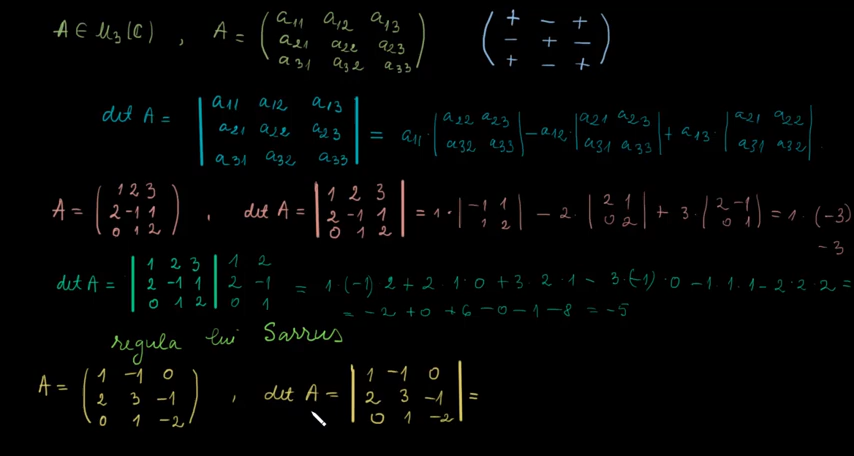 A ∈ M₃(ℂ) , A = ( a11 a12 a13 ; a21 a22 a23 ; a31 a32 a33 ) ( + − + ; − + − ; + − + )
det A = | a11 a12 a13 ; a21 a22 a23 ; a31 a32 a33 | = a11 · | a22 a23 ; a32 a33 | − a12 · | a21 a23 ; a31 a33 | + a13 · | a21 a22 ; a31 a32 | .
A = ( 1 2 3 ; 2 -1 1 ; 0 1 2 ) , det A = | 1 2 3 ; 2 -1 1 ; 0 1 2 | = 1 · | -1 1 ; 1 2 | − 2 · | 2 1 ; 0 2 | + 3 · | 2 -1 ; 0 1 | = 1 · (-3)
-3
det A = | 1 2 3 ; 2 -1 1 ; 0 1 2 | 1 2 ; 2 -1 ; 0 1 = 1 · (-1) · 2 + 2 · 1 · 0 + 3 · 2 · 1 − 3 · (-1) · 0 − 1 · 1 · 1 − 2 · 2 · 2 =
= -2 + 0 + 6 − 0 − 1 − 8 = -5
regula lui Sarrus
A = ( 1 -1 0 ; 2 3 -1 ; 0 1 -2 ) , det A = | 1 -1 0 ; 2 3 -1 ; 0 1 -2 | =